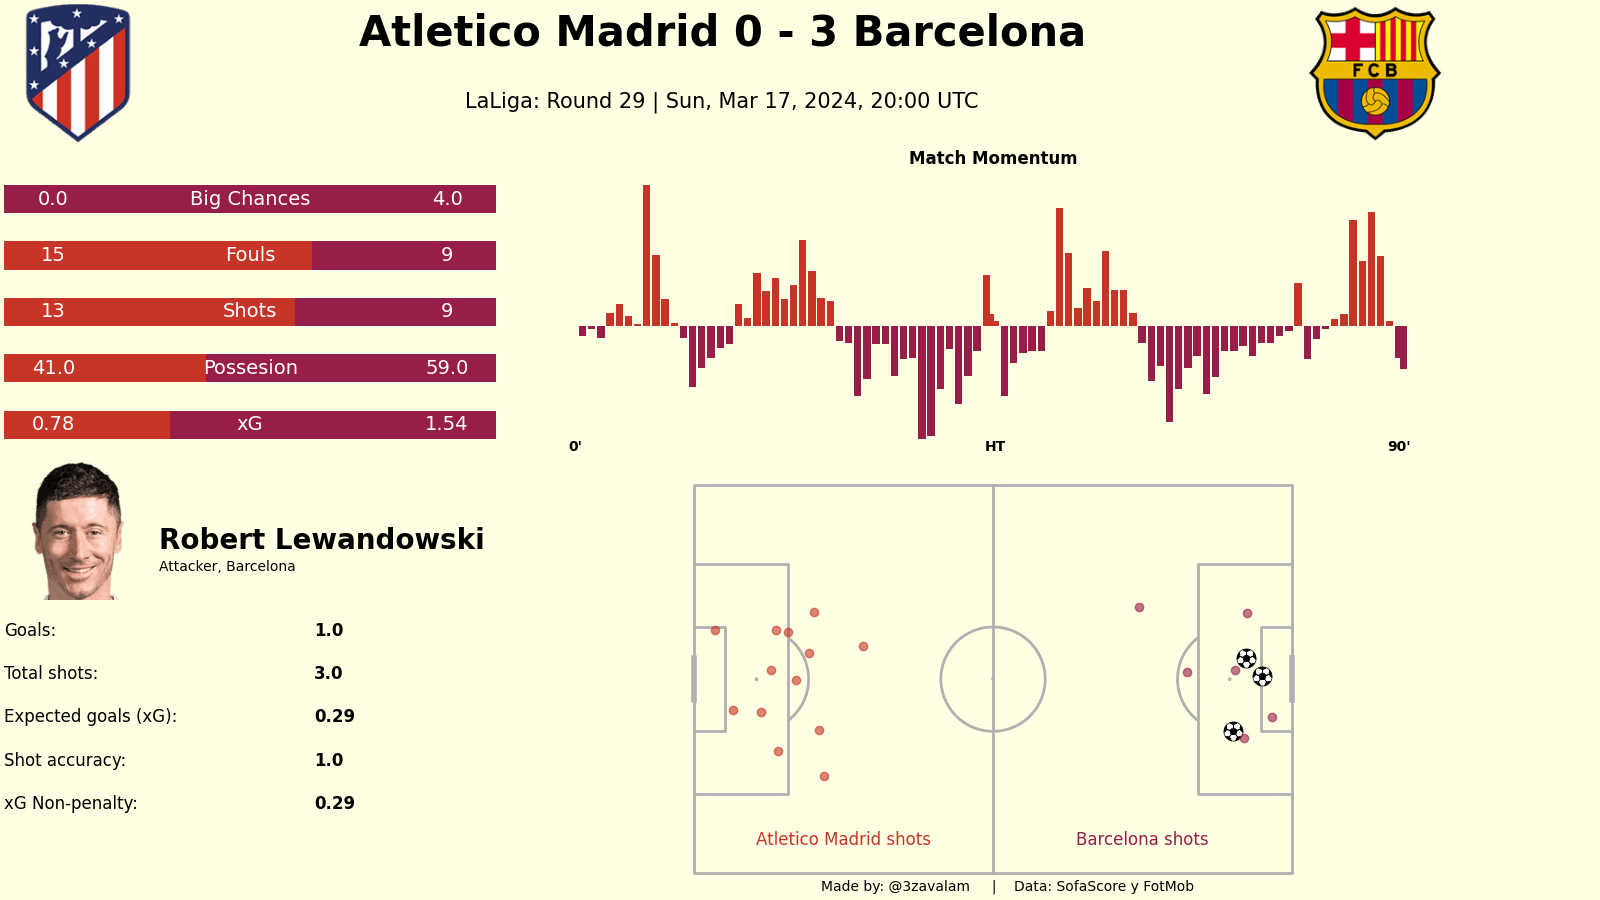 Atletico Madrid 0 - 3 Barcelona
LaLiga: Round 29 | Sun, Mar 17, 2024, 20:00 UTC
FCB
Match Momentum
0.0 Big Chances 4.0
15 Fouls 9
13 Shots 9
41.0 Possesion 59.0
0.78 xG 1.54
0' HT 90'
Robert Lewandowski
Attacker, Barcelona
Goals: 1.0
Total shots: 3.0
Expected goals (xG): 0.29
Shot accuracy: 1.0
xG Non-penalty: 0.29
Atletico Madrid shots Barcelona shots
Made by: @3zavalam | Data: SofaScore y FotMob